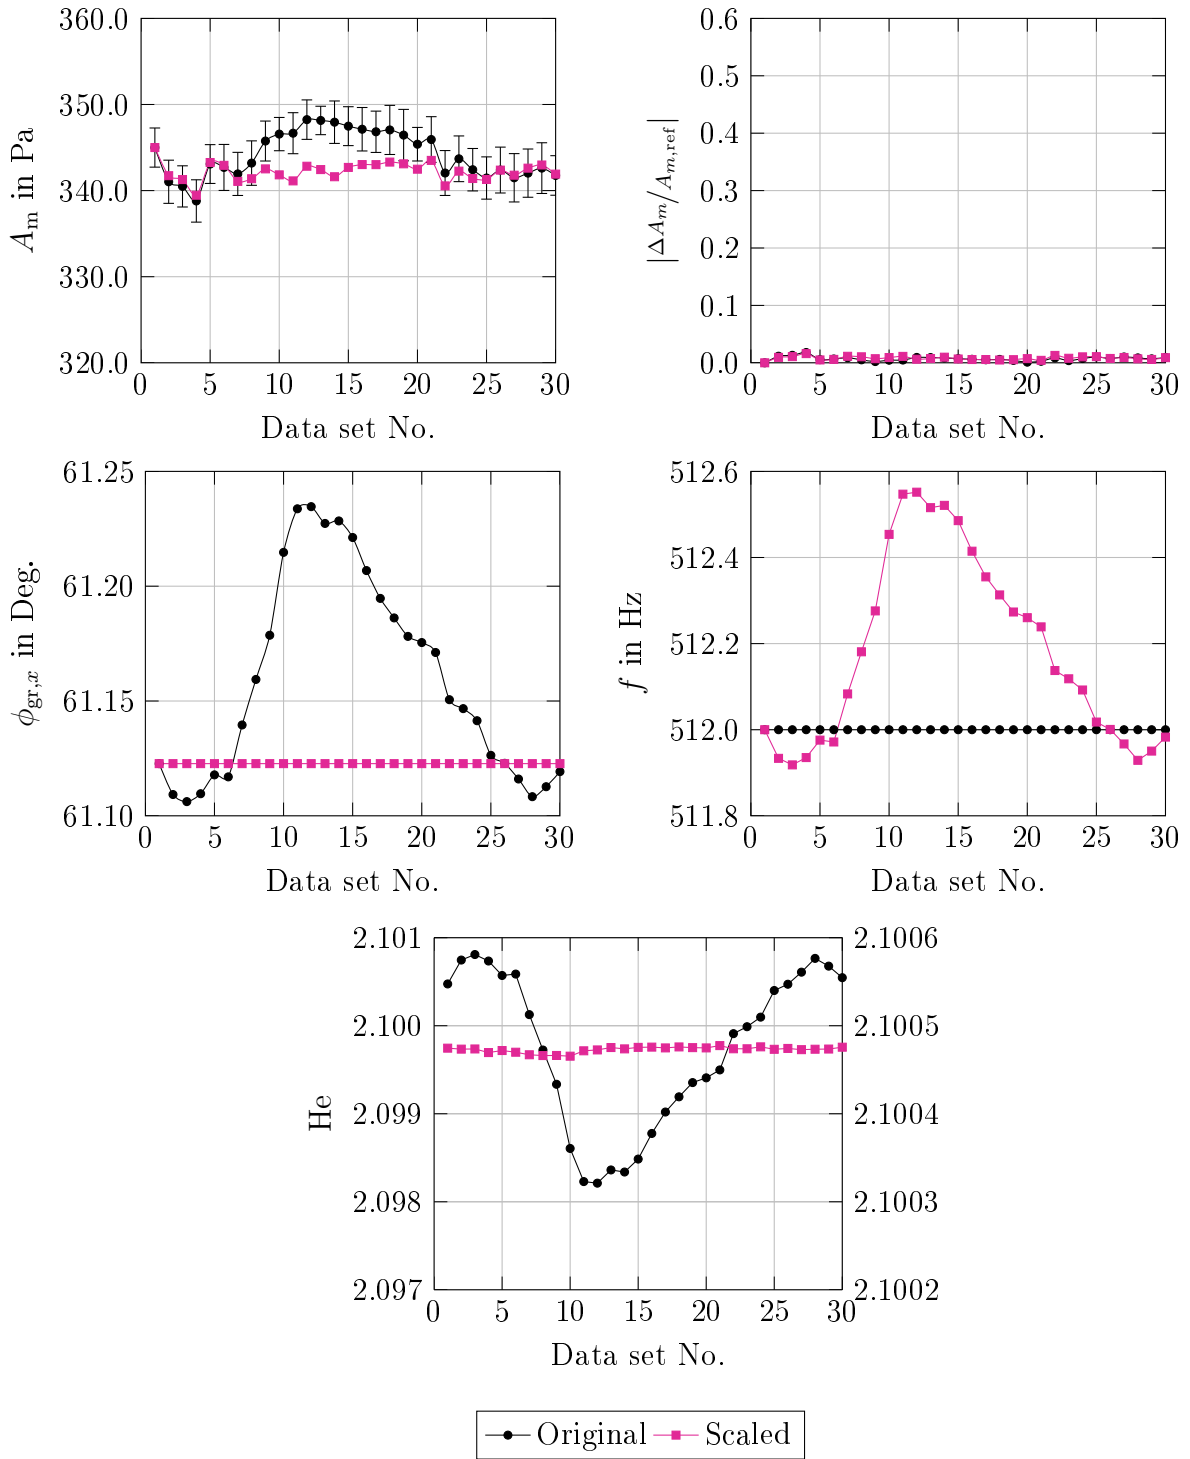 360.0
350.0
340.0
330.0
320.0
A_m in Pa
0 5 10 15 20 25 30
Data set No.
0.6
0.5
0.4
0.3
0.2
0.1
0.0
|ΔA_m/A_{m,ref}|
0 5 10 15 20 25 30
Data set No.
61.25
61.20
61.15
61.10
ϕ_{gr,x} in Deg.
0 5 10 15 20 25 30
Data set No.
512.6
512.4
512.2
512.0
511.8
f in Hz
0 5 10 15 20 25 30
Data set No.
2.101
2.100
2.099
2.098
2.097
He
2.1006
2.1005
2.1004
2.1003
2.1002
0 5 10 15 20 25 30
Data set No.
Original Scaled